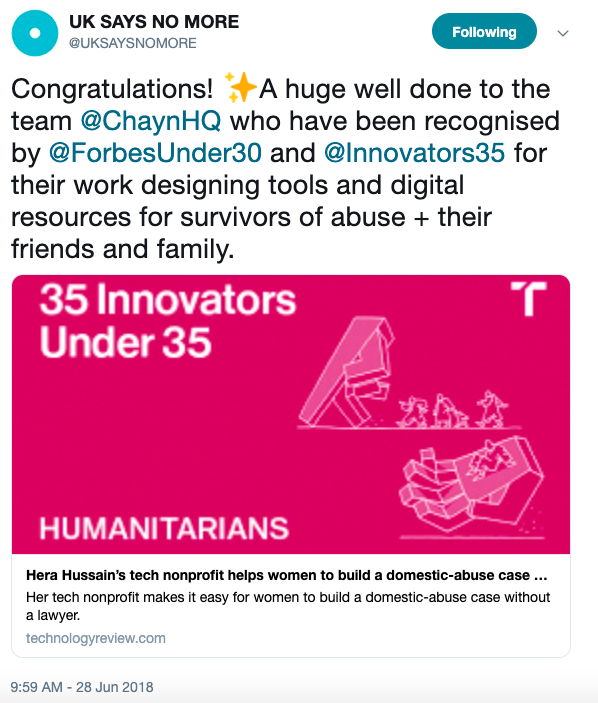 UK SAYS NO MORE
@UKSAYSNOMORE
Following
Congratulations! ✨A huge well done to the
team @ChaynHQ who have been recognised
by @ForbesUnder30 and @Innovators35 for
their work designing tools and digital
resources for survivors of abuse + their
friends and family.
35 Innovators
Under 35
HUMANITARIANS
Hera Hussain’s tech nonprofit helps women to build a domestic-abuse case ...
Her tech nonprofit makes it easy for women to build a domestic-abuse case without
a lawyer.
technologyreview.com
9:59 AM - 28 Jun 2018